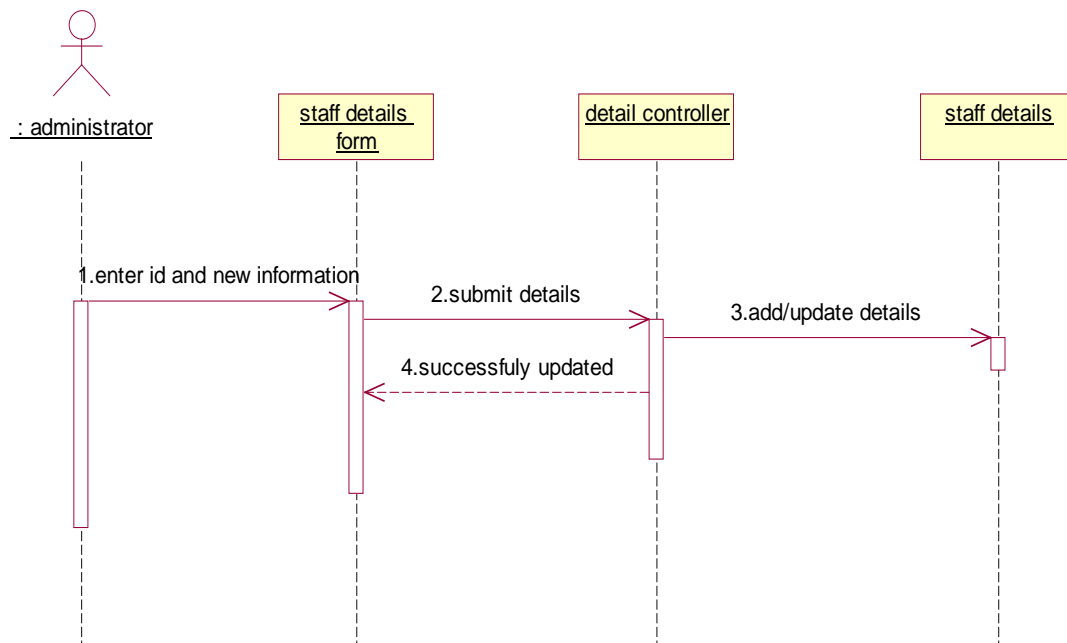 : administrator
staff details
form
detail controller
staff details
1.enter id and new information
2.submit details
3.add/update details
4.successfuly updated